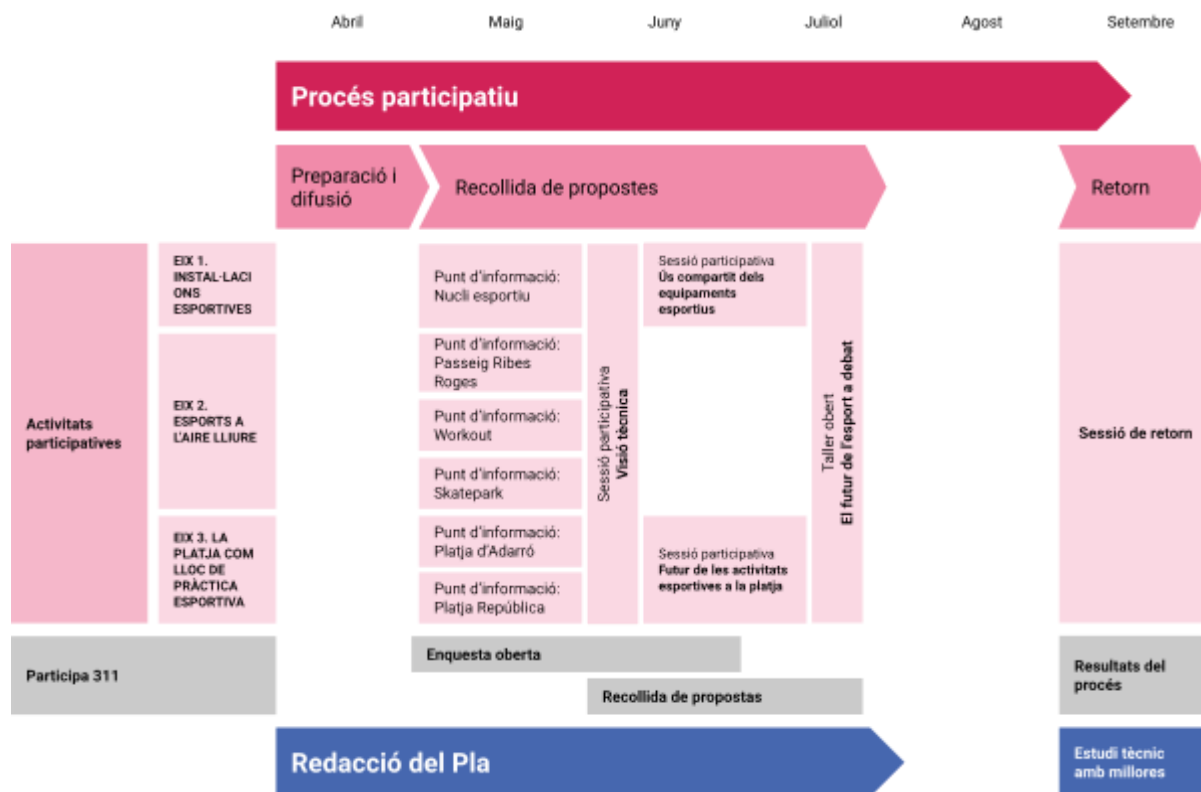 Abril
Maig
Juny
Juliol
Agost
Setembre
Procés participatiu
Preparació i
difusió
Recollida de propostes
Retorn
Activitats
participatives
EIX 1.
INSTAL·LACI
ONS
ESPORTIVES
EIX 2.
ESPORTS A
L'AIRE LLIURE
EIX 3. LA
PLATJA COM
LLOC DE
PRÀCTICA
ESPORTIVA
Punt d'informació:
Nucli esportiu
Punt d'informació:
Passeig Ribes
Roges
Punt d'informació:
Workout
Punt d'informació:
Skatepark
Punt d'informació:
Platja d'Adarró
Punt d'informació:
Platja República
Sessió participativa
Visió tècnica
Sessió participativa
Ús compartit dels
equipaments
esportius
Sessió participativa
Futur de les activitats
esportives a la platja
Taller obert
El futur de l'esport a debat
Sessió de retorn
Participa 311
Enquesta oberta
Recollida de propostas
Resultats del
procés
Redacció del Pla
Estudi tècnic
amb millores